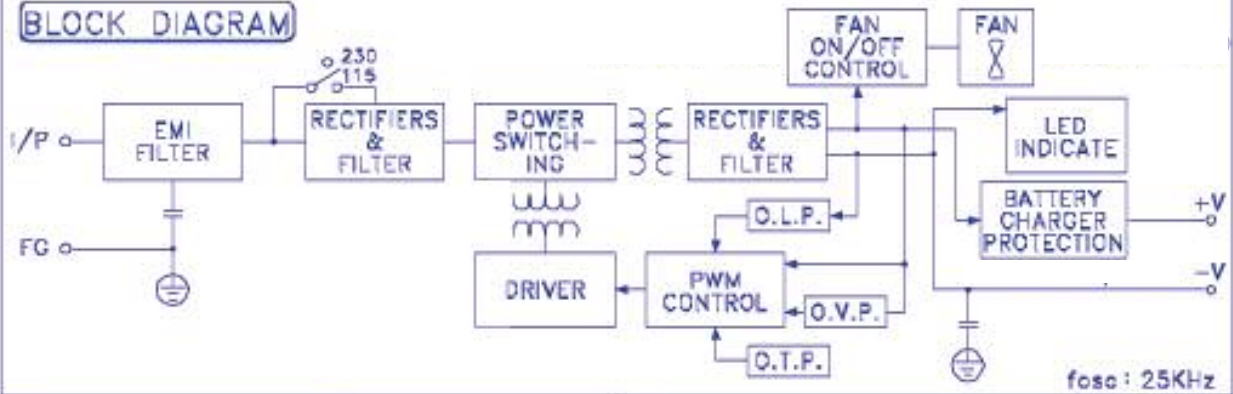 BLOCK DIAGRAM
230
115
I/P
EMI
FILTER
RECTIFIERS
&
FILTER
POWER
SWITCH-
ING
RECTIFIERS
&
FILTER
FAN
ON/OFF
CONTROL
FAN
LED
INDICATE
BATTERY
CHARGER
PROTECTION
+V
-V
FG
DRIVER
PWM
CONTROL
O.L.P.
O.V.P.
O.T.P.
fosc : 25KHz